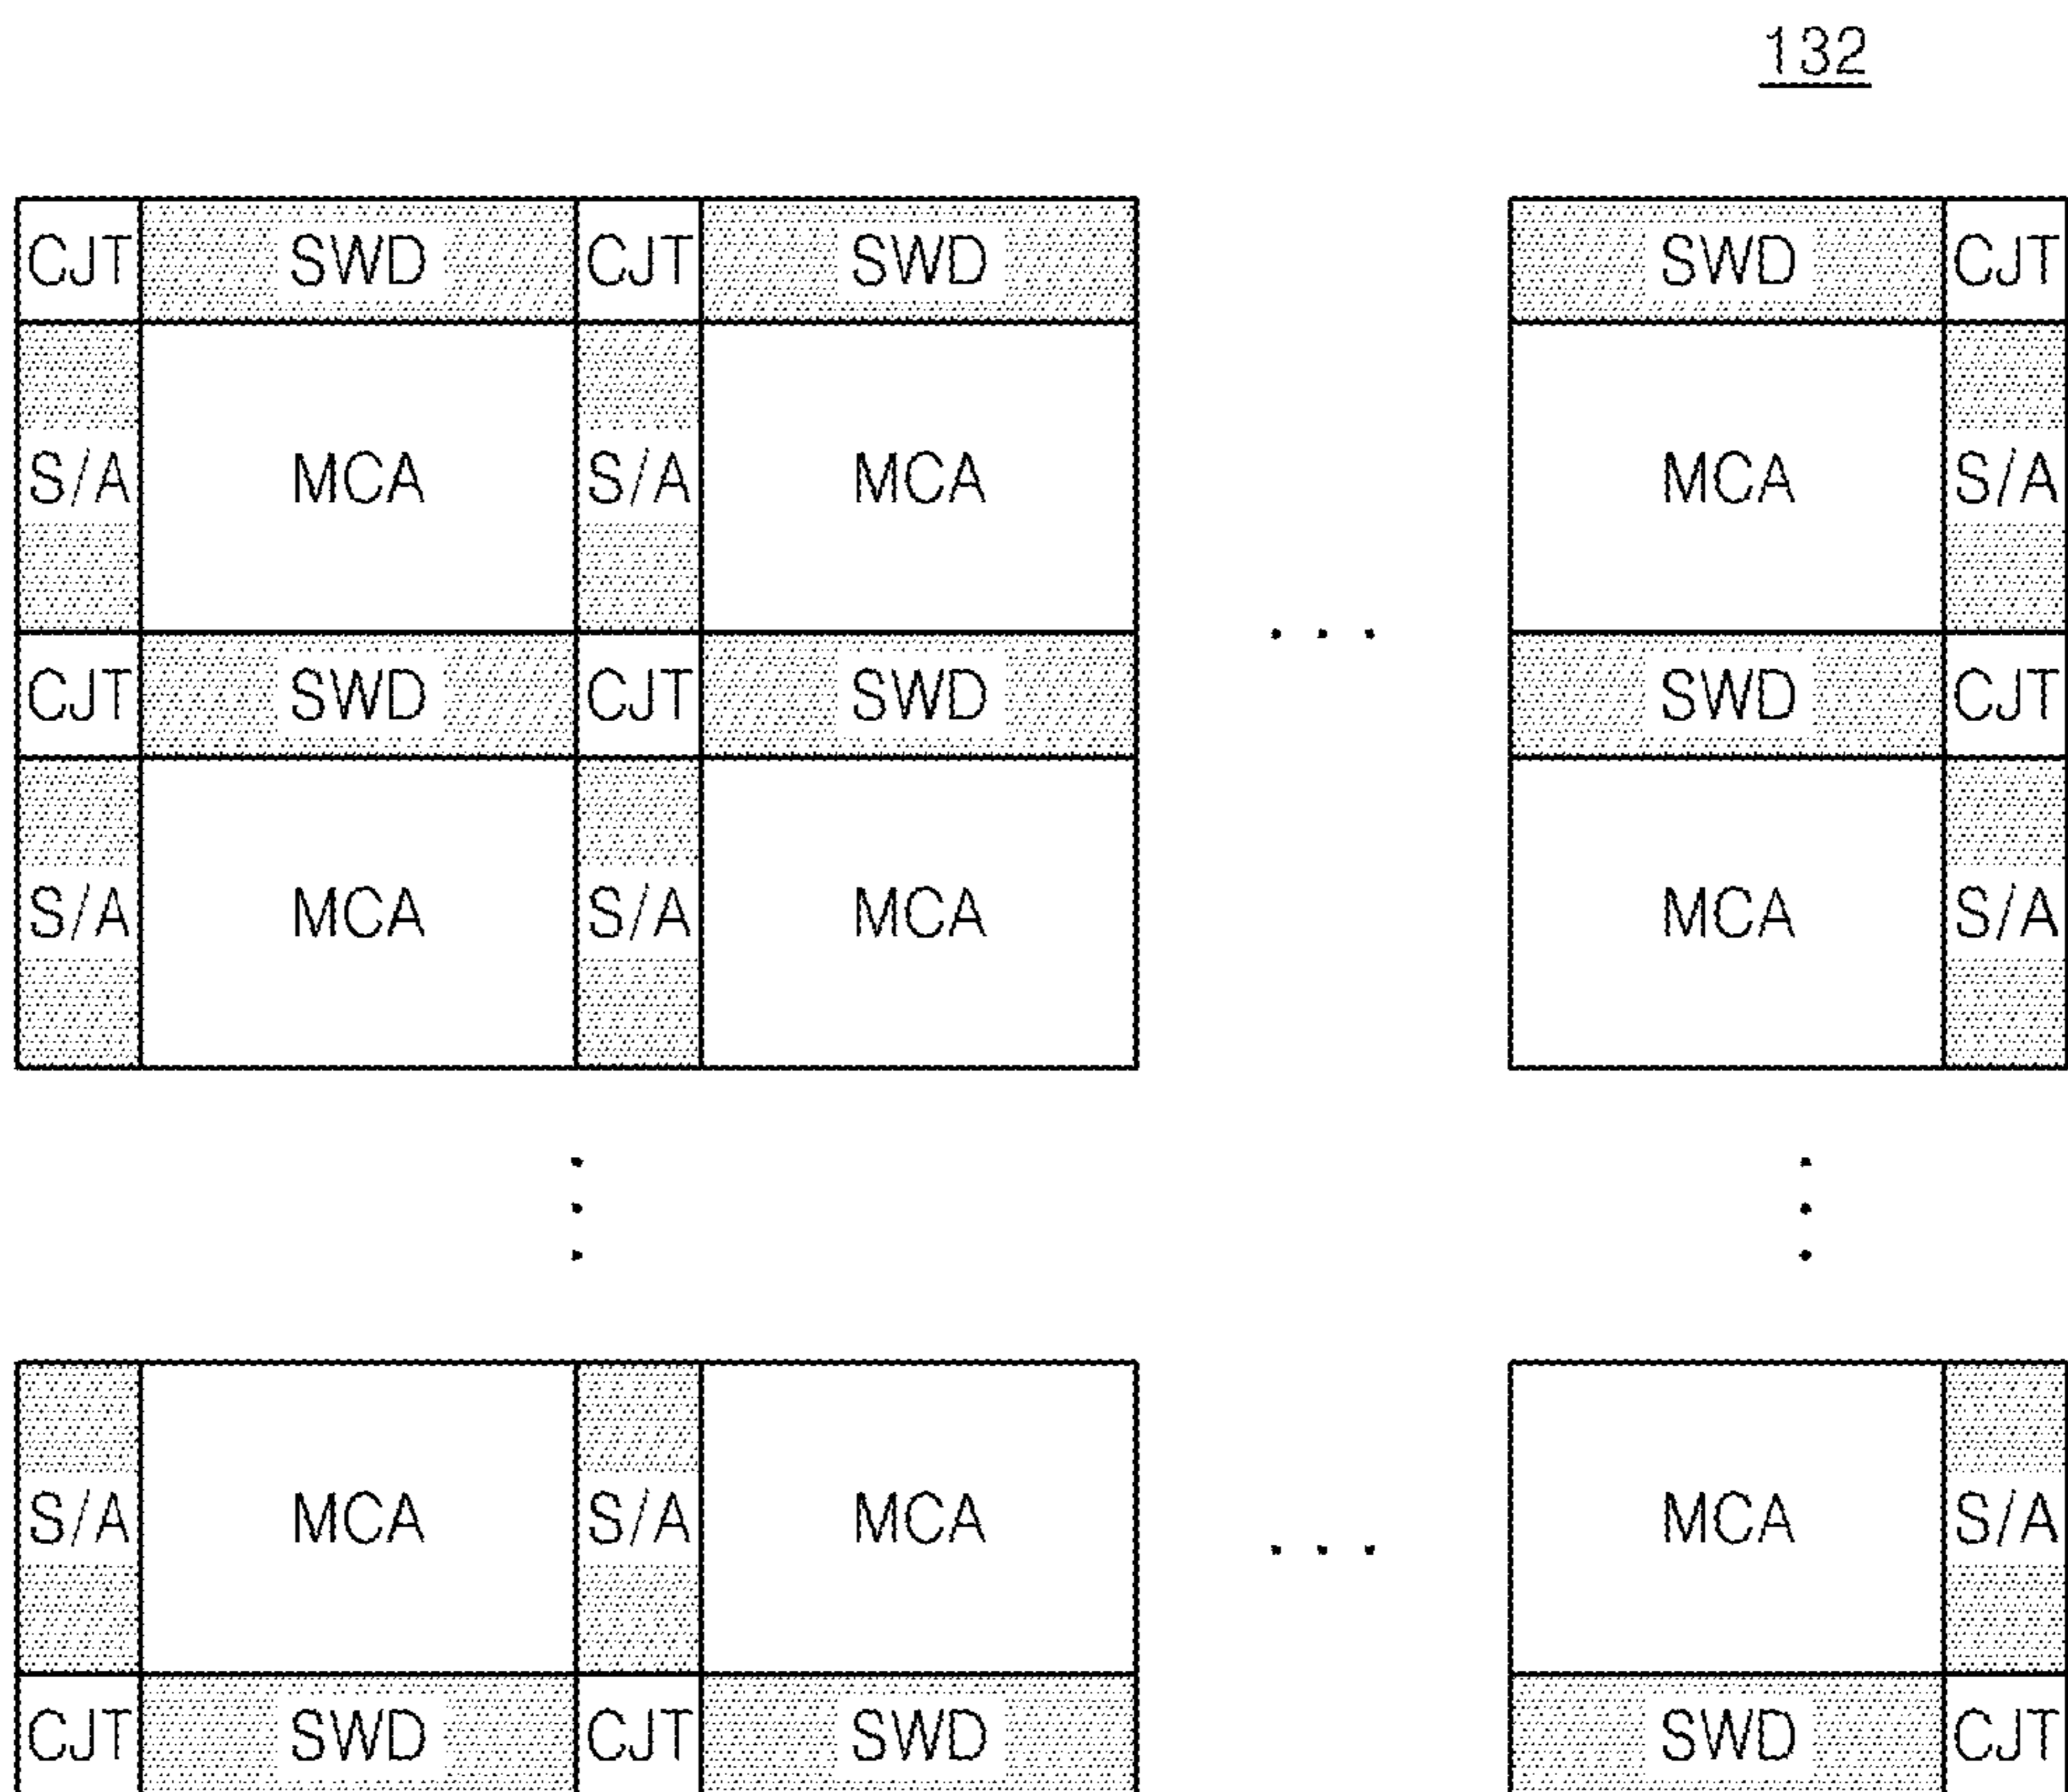 132
CJT SWD CJT SWD SWD CJT
S/A MCA S/A MCA MCA S/A
. . .
CJT SWD CJT SWD SWD CJT
S/A MCA S/A MCA MCA S/A
S/A MCA S/A MCA . . . MCA S/A
CJT SWD CJT SWD SWD CJT